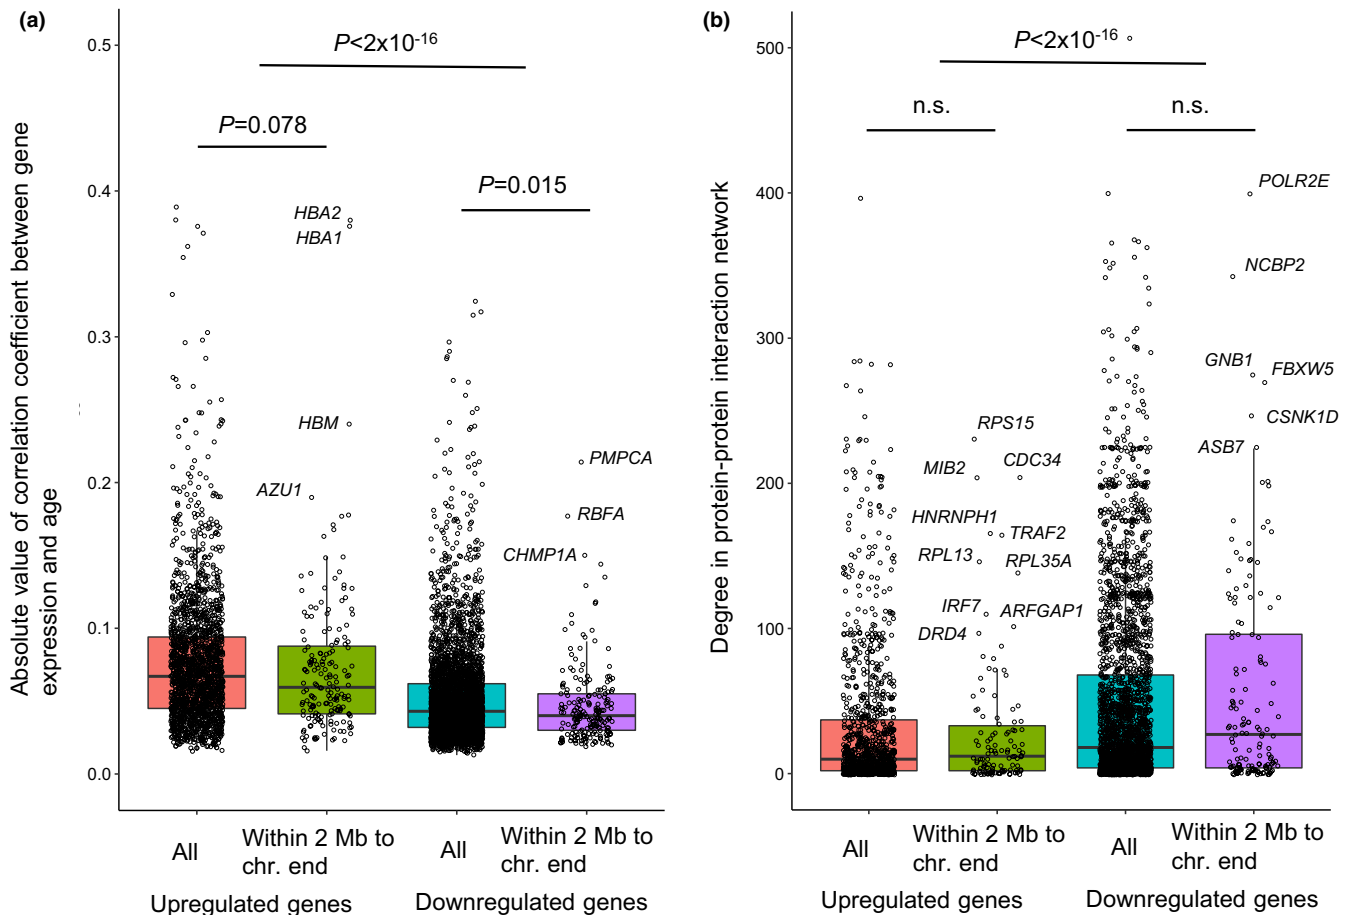 (a)
Absolute value of correlation coefficient between gene
expression and age
0.5
0.4
0.3
0.2
0.1
0.0
P<2x10⁻¹⁶
P=0.078
P=0.015
HBA2
HBA1
HBM
AZU1
PMPCA
RBFA
CHMP1A
All
Within 2 Mb to
chr. end
All
Within 2 Mb to
chr. end
Upregulated genes
Downregulated genes
(b)
Degree in protein-protein interaction network
500
400
300
200
100
0
P<2x10⁻¹⁶
n.s.
n.s.
POLR2E
NCBP2
GNB1
FBXW5
CSNK1D
ASB7
RPS15
MIB2
CDC34
HNRNPH1
TRAF2
RPL13
RPL35A
IRF7
ARFGAP1
DRD4
All
Within 2 Mb to
chr. end
All
Within 2 Mb to
chr. end
Upregulated genes
Downregulated genes